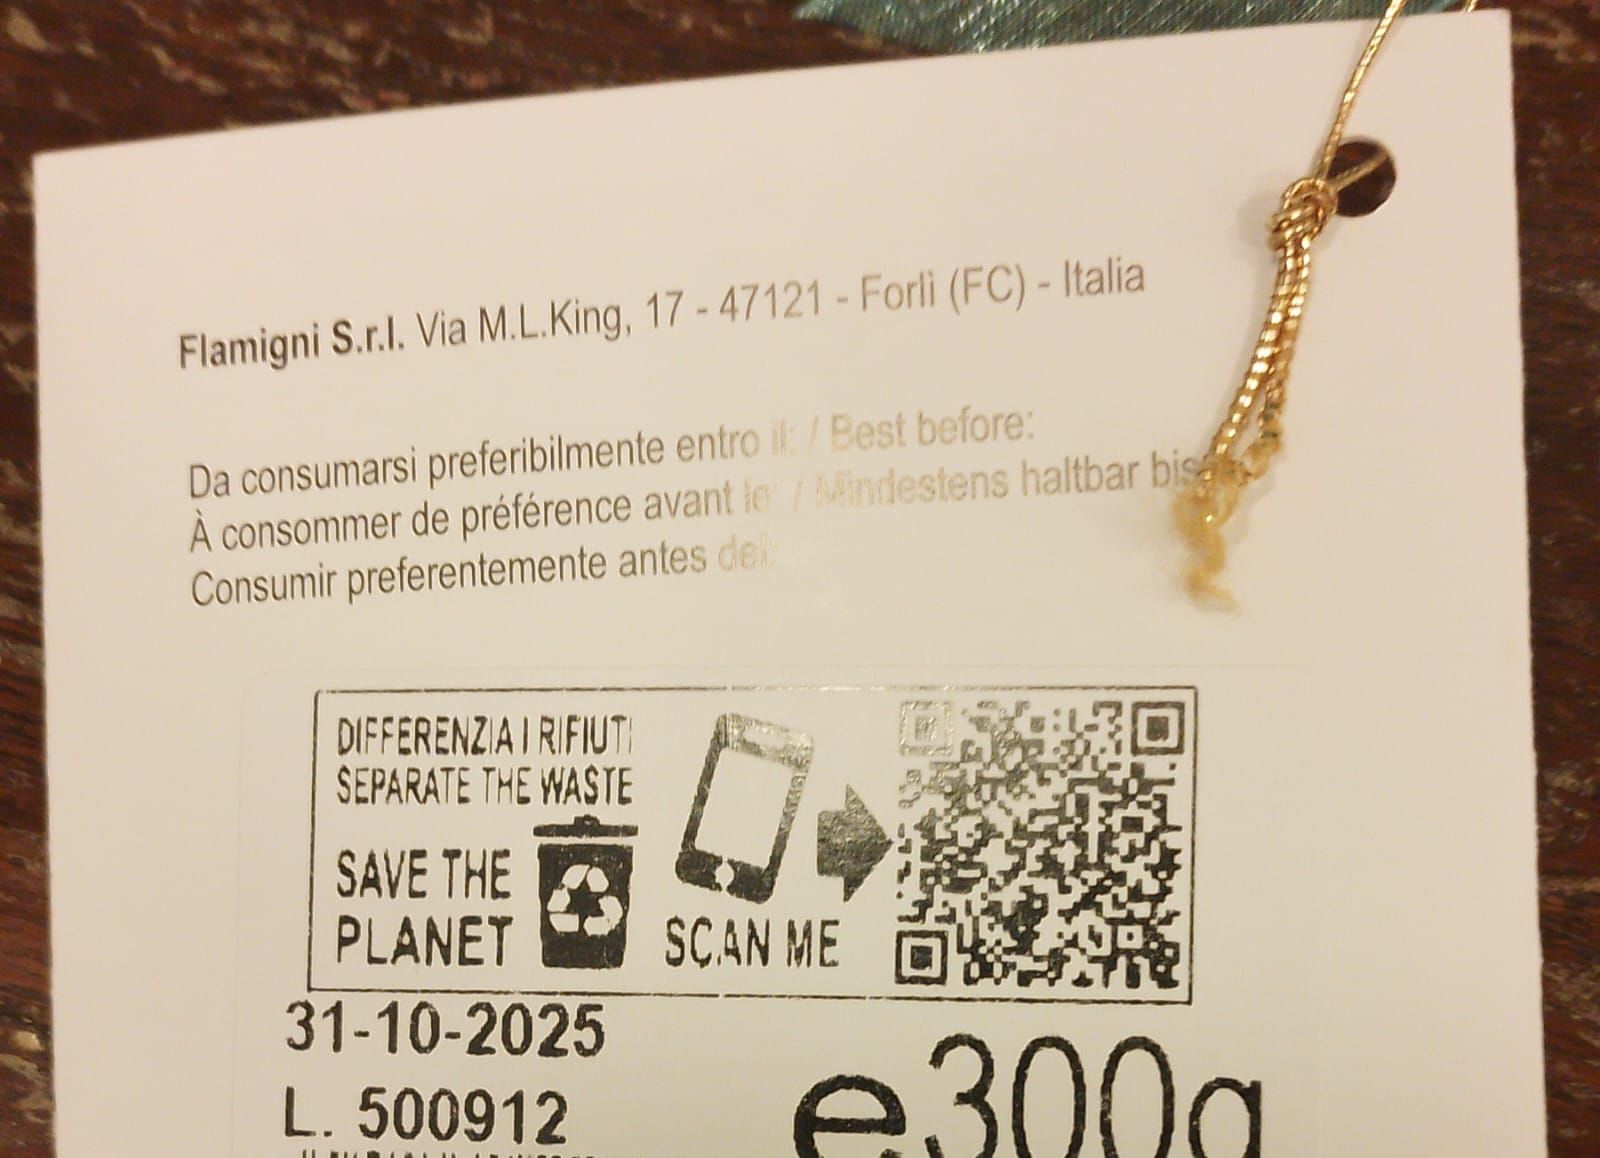 Flamigni S.r.l. Via M.L.King, 17 - 47121 - Forlì (FC) - Italia
Da consumarsi preferibilmente entro il: / Best before:
À consommer de préférence avant le: / Mindestens haltbar bis:
Consumir preferentemente antes del:
DIFFERENZIA I RIFIUTI
SEPARATE THE WASTE
SAVE THE
PLANET
SCAN ME
31-10-2025
L. 500912
e300g